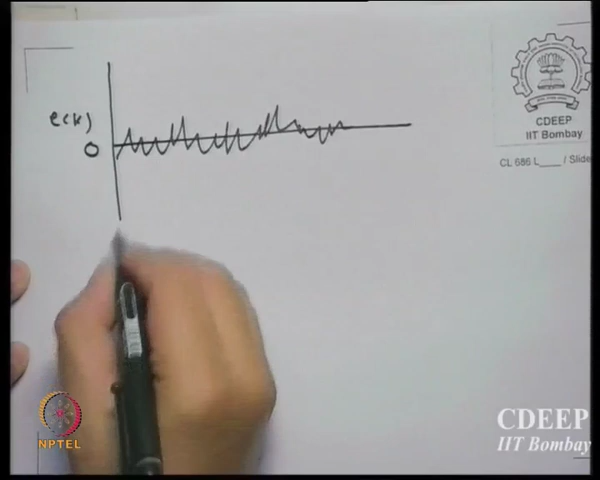 e(k)
0
CDEEP
IIT Bombay
CL 686 L___ / Slide
NPTEL
CDEEP
IIT Bombay